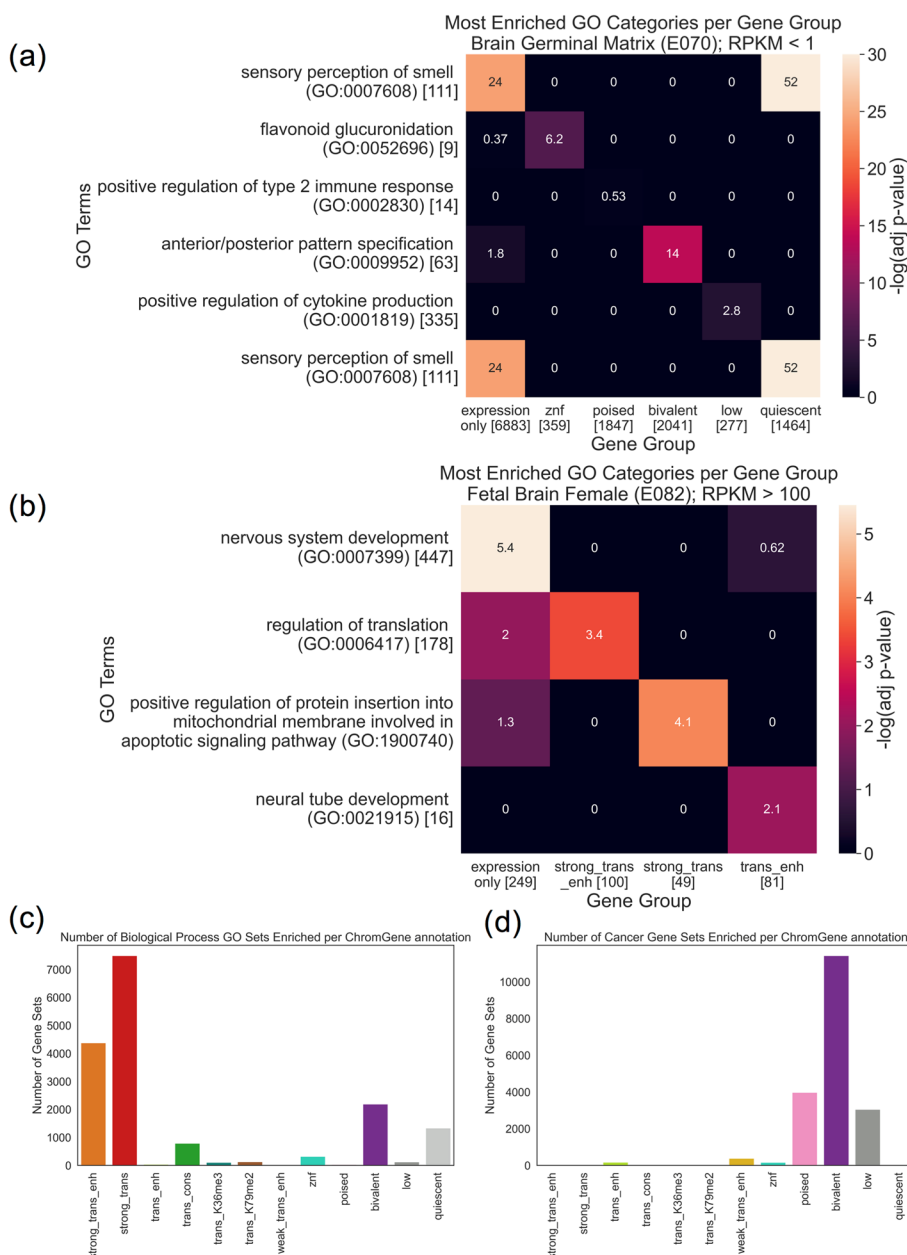 (a)
Most Enriched GO Categories per Gene Group
Brain Germinal Matrix (E070); RPKM < 1
GO Terms
sensory perception of smell
(GO:0007608) [111]
24 0 0 0 0 52
flavonoid glucuronidation
(GO:0052696) [9]
0.37 6.2 0 0 0 0
positive regulation of type 2 immune response
(GO:0002830) [14]
0 0 0.53 0 0 0
anterior/posterior pattern specification
(GO:0009952) [63]
1.8 0 0 14 0 0
positive regulation of cytokine production
(GO:0001819) [335]
0 0 0 0 2.8 0
sensory perception of smell
(GO:0007608) [111]
24 0 0 0 0 52
expression znf poised bivalent low quiescent
only [6883] [359] [1847] [2041] [277] [1464]
Gene Group
30
25
20
15
10
5
0
-log(adj p-value)
(b)
Most Enriched GO Categories per Gene Group
Fetal Brain Female (E082); RPKM > 100
GO Terms
nervous system development
(GO:0007399) [447]
5.4 0 0 0.62
regulation of translation
(GO:0006417) [178]
2 3.4 0 0
positive regulation of protein insertion into
mitochondrial membrane involved in
apoptotic signaling pathway (GO:1900740)
1.3 0 4.1 0
neural tube development
(GO:0021915) [16]
0 0 0 2.1
expression strong_trans strong_trans trans_enh
only [249] _enh [100] [49] [81]
Gene Group
5
4
3
2
1
0
-log(adj p-value)
(c)
Number of Biological Process GO Sets Enriched per ChromGene annotation
Number of Gene Sets
7000
6000
5000
4000
3000
2000
1000
0
strong_trans_enh
strong_trans
trans_enh
trans_cons
trans_K36me3
trans_K79me2
weak_trans_enh
znf
poised
bivalent
low
quiescent
(d)
Number of Cancer Gene Sets Enriched per ChromGene annotation
Number of Gene Sets
10000
8000
6000
4000
2000
0
strong_trans_enh
strong_trans
trans_enh
trans_cons
trans_K36me3
trans_K79me2
weak_trans_enh
znf
poised
bivalent
low
quiescent